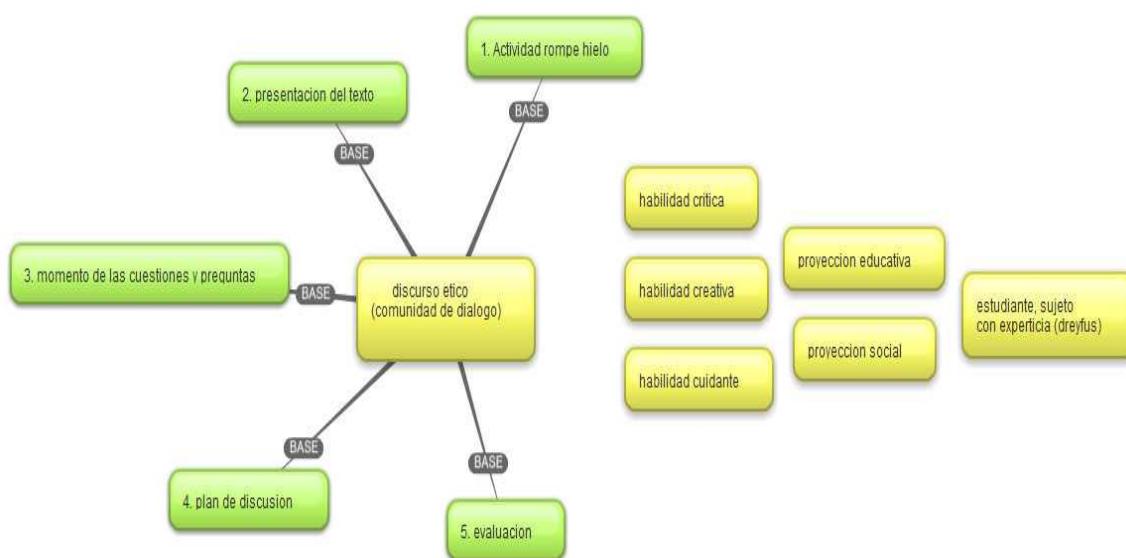 1. Actividad rompe hielo
BASE
2. presentacion del texto
BASE
3. momento de las cuestiones y preguntas
BASE
discurso etico
(comunidad de dialogo)
BASE
4. plan de discusion
BASE
5. evaluacion
habilidad critica
habilidad creativa
habilidad cuidante
proyeccion educativa
proyeccion social
estudiante, sujeto
con experticia (dreyfus)